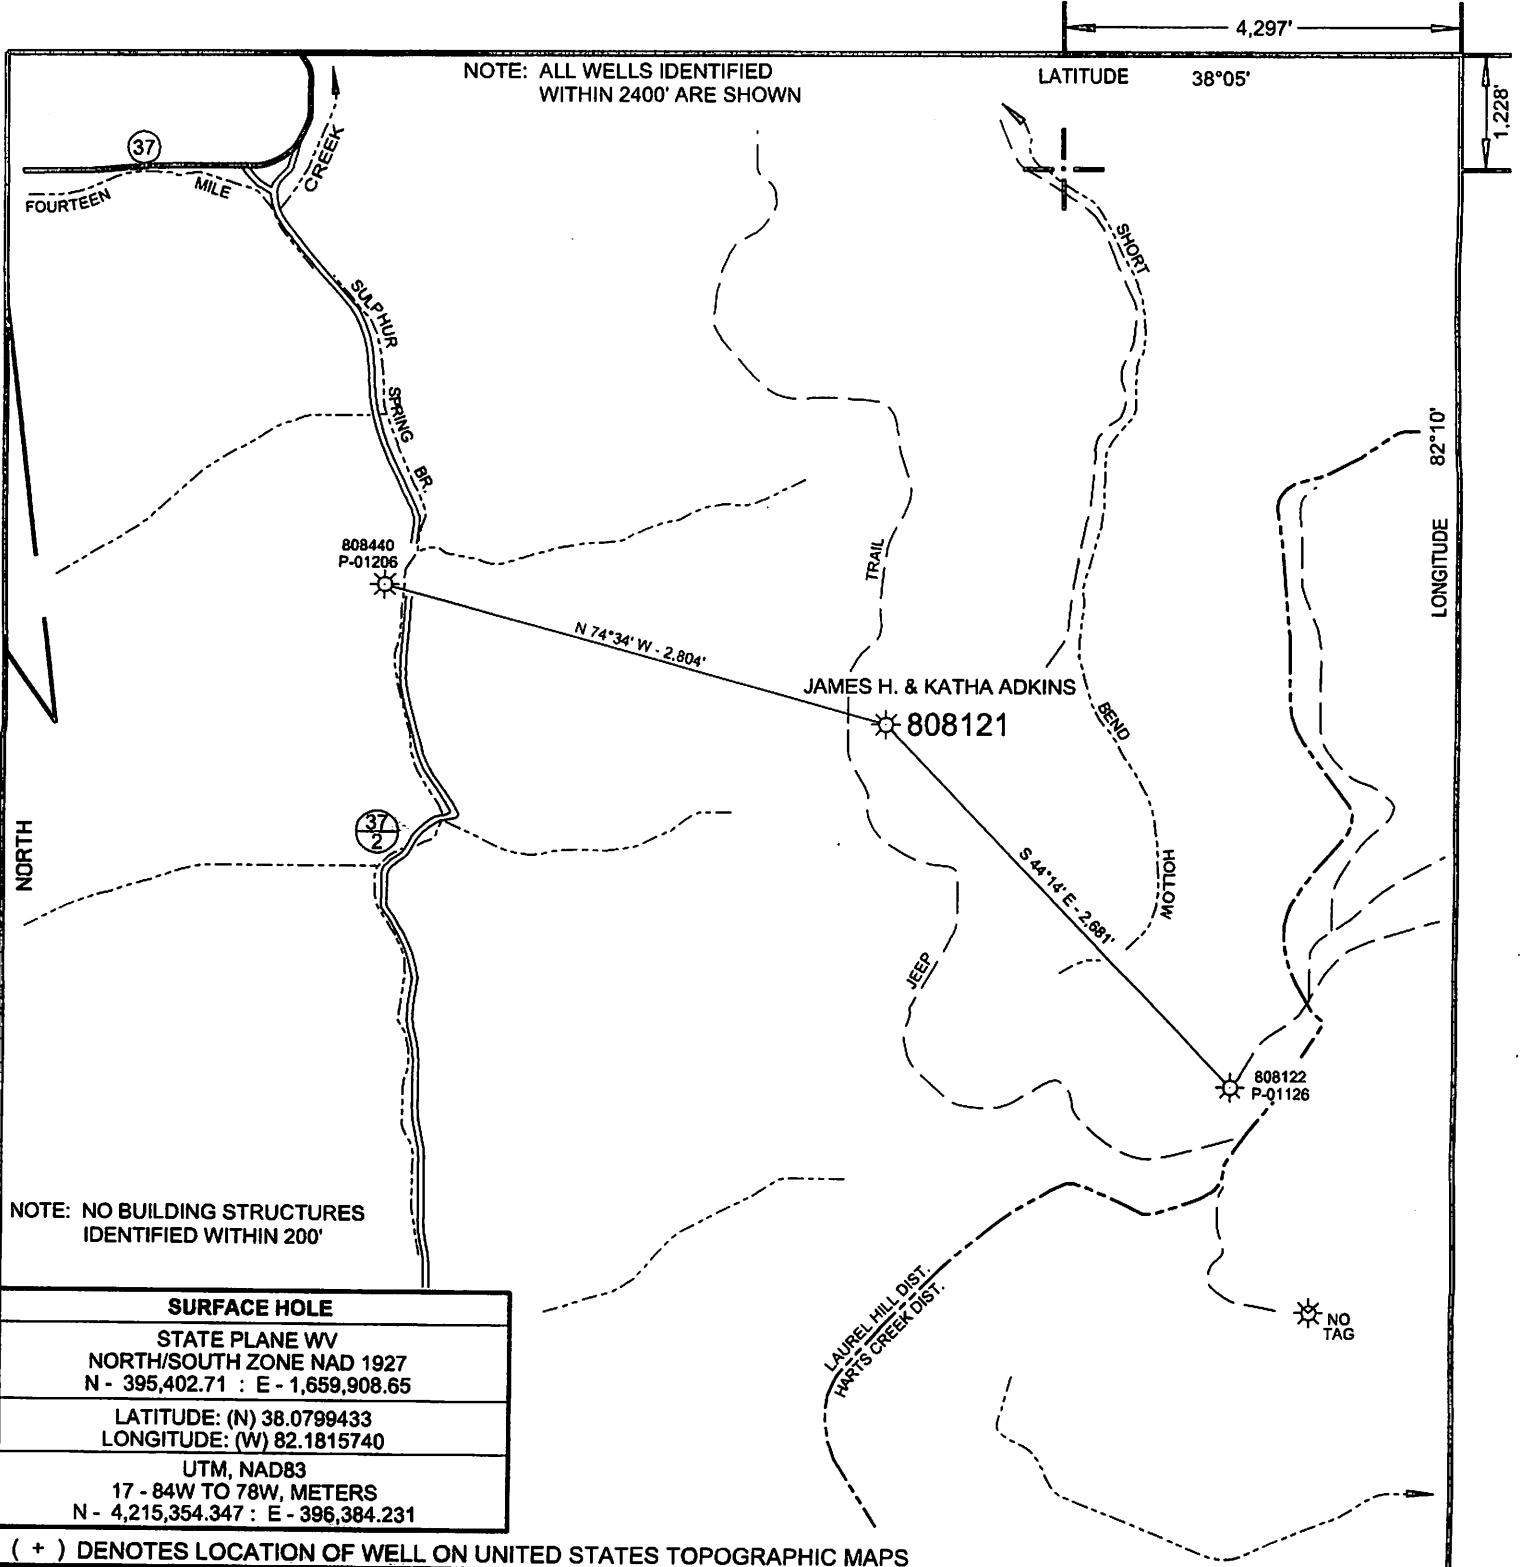 4,297'
NOTE: ALL WELLS IDENTIFIED
WITHIN 2400' ARE SHOWN
LATITUDE 38°05'
1,228'
37
FOURTEEN MILE CREEK
SHORT
SULPHUR
SPRING
BR.
82°10'
LONGITUDE
808440
P-01206
TRAIL
N 74°34' W - 2,804'
JAMES H. & KATHA ADKINS
808121
BEND
37
2
NORTH
HOLLOW
S 44°14' E - 2,681'
JEEP
808122
P-01126
NOTE: NO BUILDING STRUCTURES
IDENTIFIED WITHIN 200'
LAUREL HILL DIST.
HARTS CREEK DIST.
NO
TAG
SURFACE HOLE
STATE PLANE WV
NORTH/SOUTH ZONE NAD 1927
N - 395,402.71 : E - 1,659,908.65
LATITUDE: (N) 38.0799433
LONGITUDE: (W) 82.1815740
UTM, NAD83
17 - 84W TO 78W, METERS
N - 4,215,354.347 : E - 396,384.231
( + ) DENOTES LOCATION OF WELL ON UNITED STATES TOPOGRAPHIC MAPS